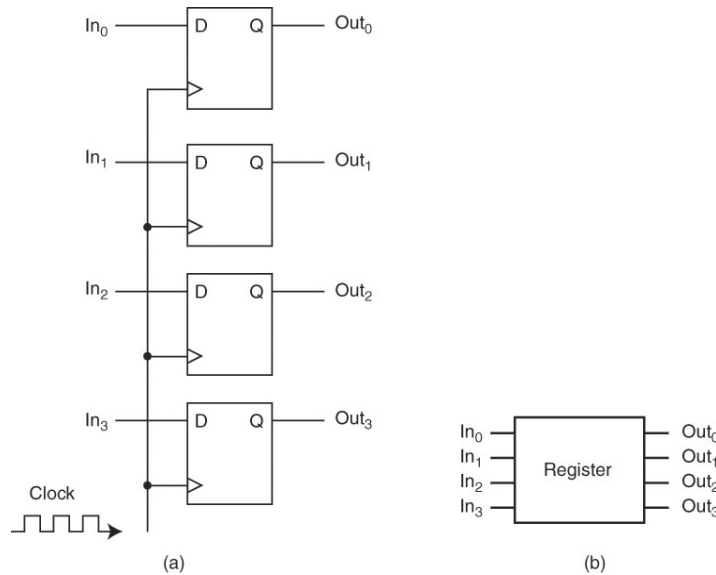 In₀ D Q Out₀
In₁ D Q Out₁
In₂ D Q Out₂
In₃ D Q Out₃
Clock
(a)
In₀ Out₀
In₁ Out₁
Register
In₂ Out₂
In₃ Out₃
(b)